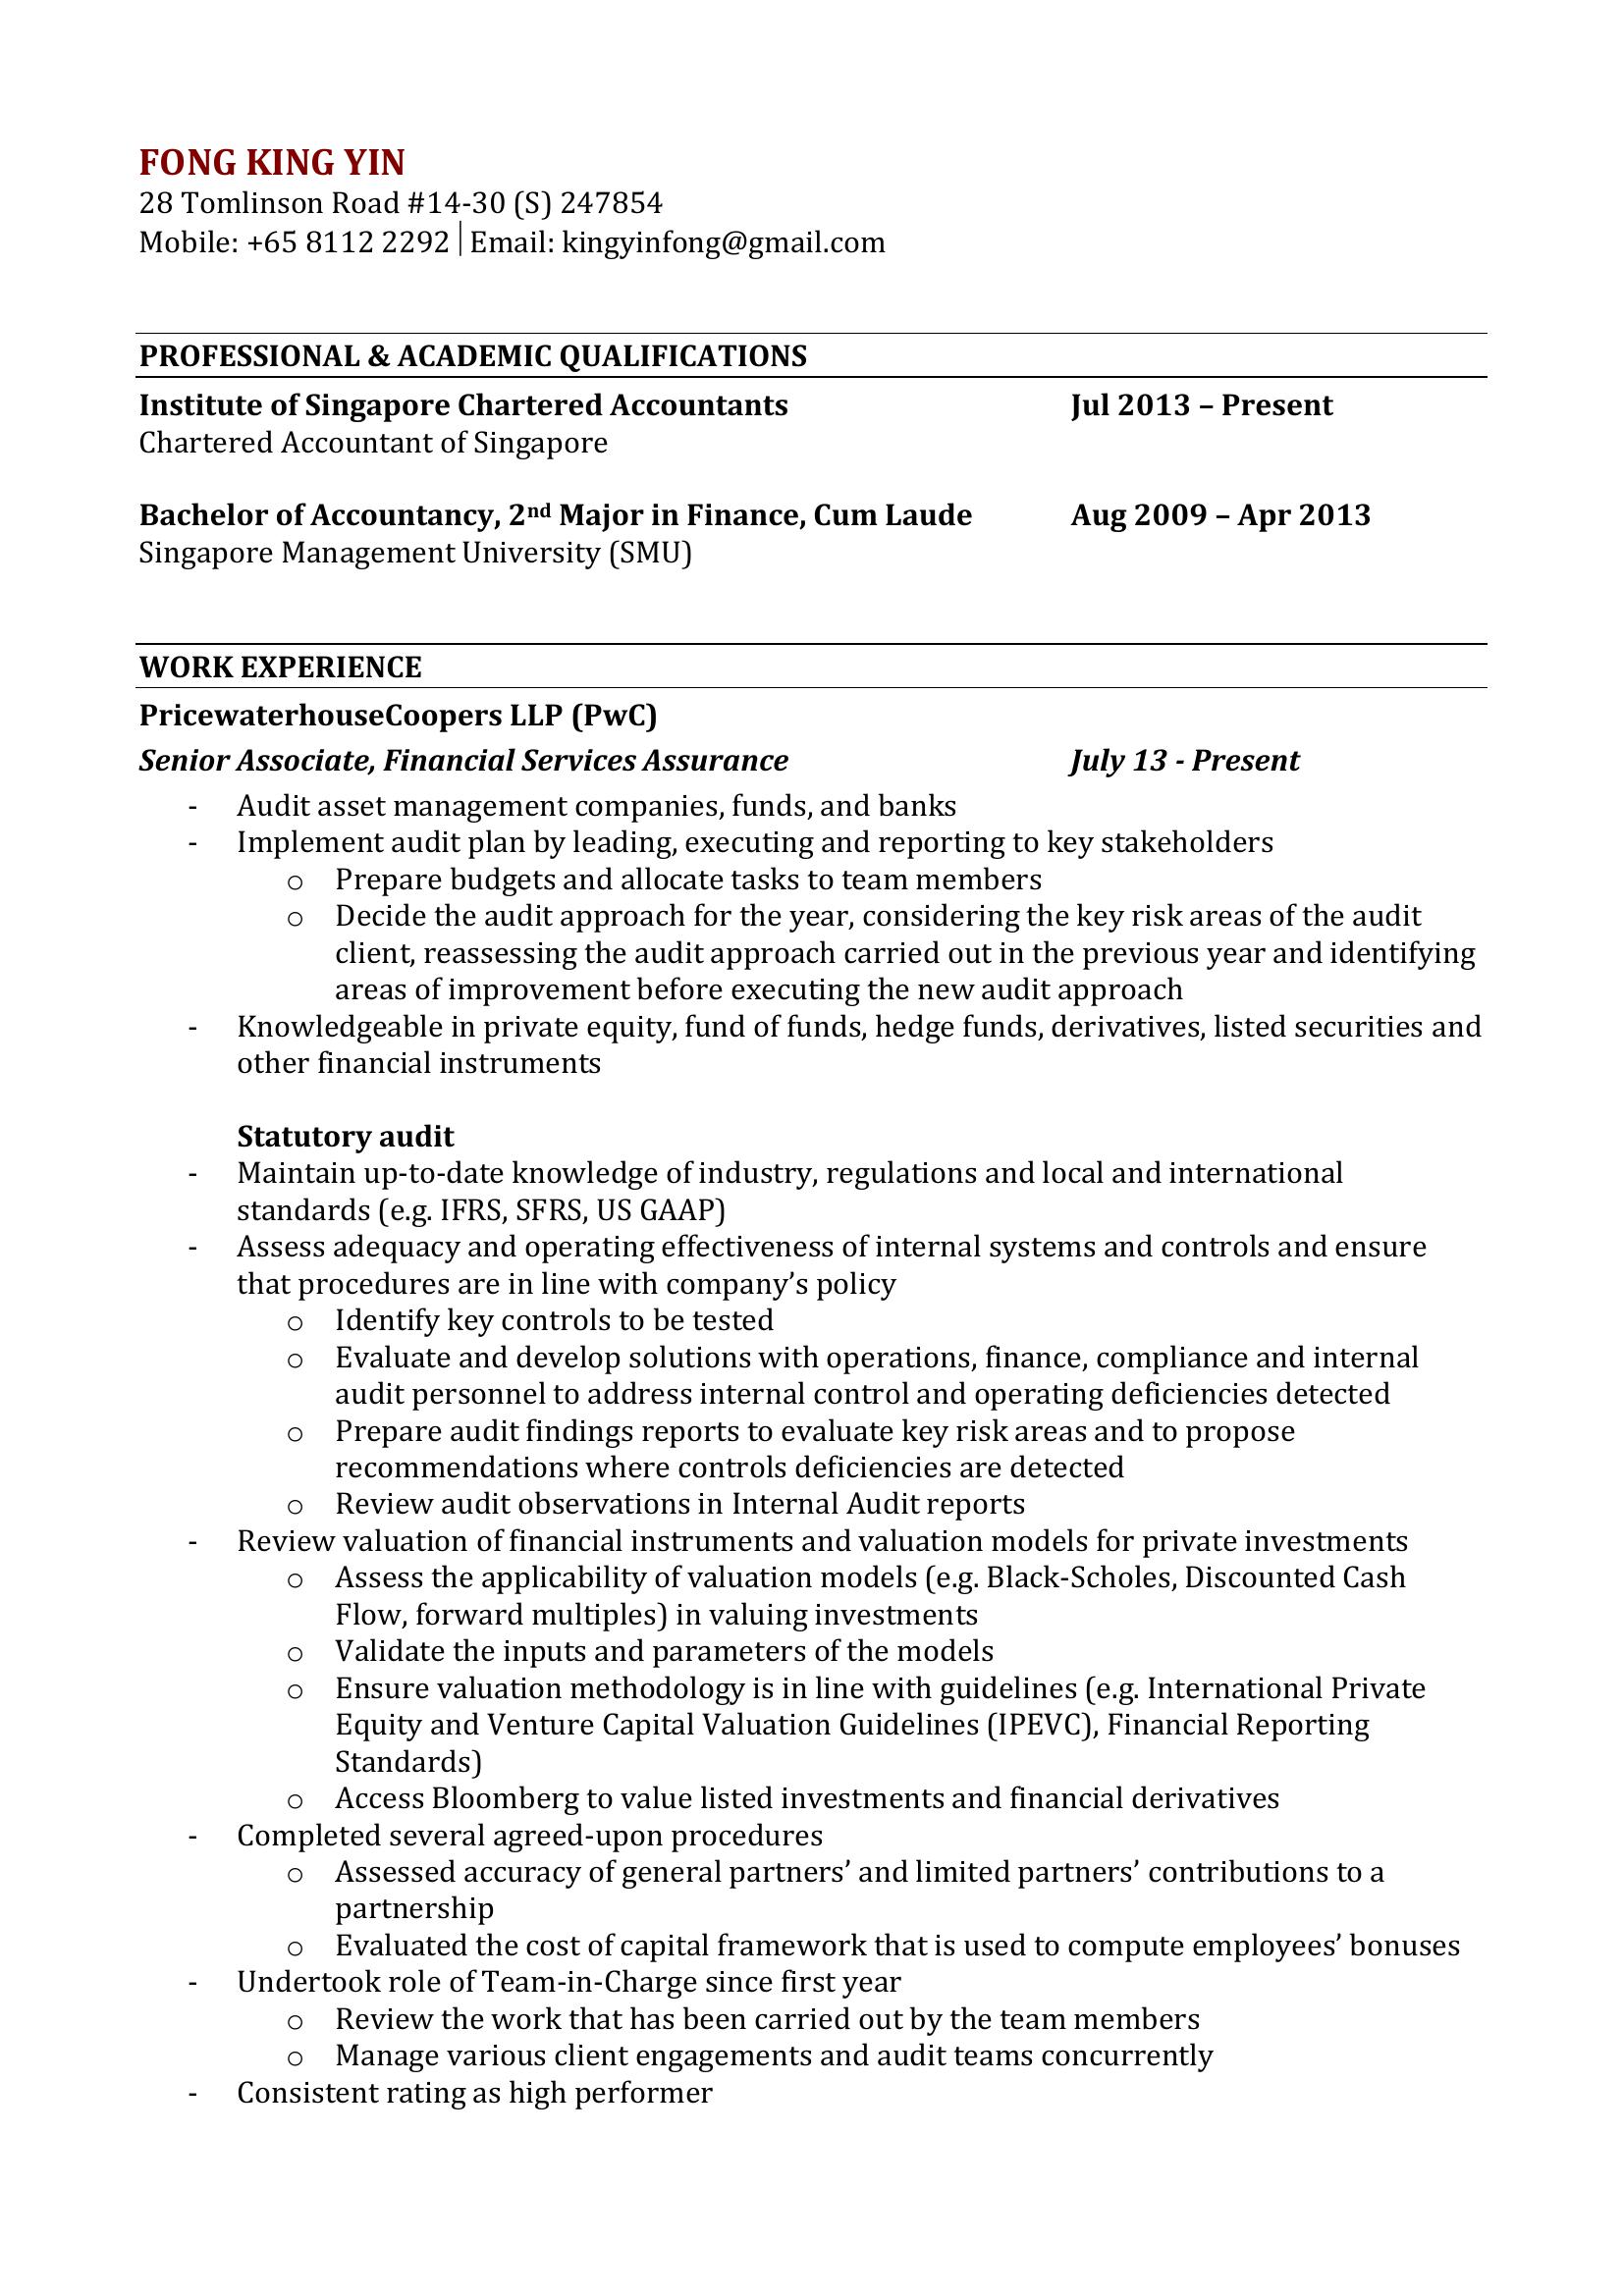 FONG KING YIN
28 Tomlinson Road #14-30 (S) 247854
Mobile: +65 8112 2292│Email: kingyinfong@gmail.com
PROFESSIONAL & ACADEMIC QUALIFICATIONS
Institute of Singapore Chartered Accountants Jul 2013 – Present
Chartered Accountant of Singapore
Bachelor of Accountancy, 2nd Major in Finance, Cum Laude Aug 2009 – Apr 2013
Singapore Management University (SMU)
WORK EXPERIENCE
PricewaterhouseCoopers LLP (PwC)
Senior Associate, Financial Services Assurance July 13 - Present
- Audit asset management companies, funds, and banks
- Implement audit plan by leading, executing and reporting to key stakeholders
o Prepare budgets and allocate tasks to team members
o Decide the audit approach for the year, considering the key risk areas of the audit
client, reassessing the audit approach carried out in the previous year and identifying
areas of improvement before executing the new audit approach
- Knowledgeable in private equity, fund of funds, hedge funds, derivatives, listed securities and
other financial instruments
Statutory audit
- Maintain up-to-date knowledge of industry, regulations and local and international
standards (e.g. IFRS, SFRS, US GAAP)
- Assess adequacy and operating effectiveness of internal systems and controls and ensure
that procedures are in line with company’s policy
o Identify key controls to be tested
o Evaluate and develop solutions with operations, finance, compliance and internal
audit personnel to address internal control and operating deficiencies detected
o Prepare audit findings reports to evaluate key risk areas and to propose
recommendations where controls deficiencies are detected
o Review audit observations in Internal Audit reports
- Review valuation of financial instruments and valuation models for private investments
o Assess the applicability of valuation models (e.g. Black-Scholes, Discounted Cash
Flow, forward multiples) in valuing investments
o Validate the inputs and parameters of the models
o Ensure valuation methodology is in line with guidelines (e.g. International Private
Equity and Venture Capital Valuation Guidelines (IPEVC), Financial Reporting
Standards)
o Access Bloomberg to value listed investments and financial derivatives
- Completed several agreed-upon procedures
o Assessed accuracy of general partners’ and limited partners’ contributions to a
partnership
o Evaluated the cost of capital framework that is used to compute employees’ bonuses
- Undertook role of Team-in-Charge since first year
o Review the work that has been carried out by the team members
o Manage various client engagements and audit teams concurrently
- Consistent rating as high performer